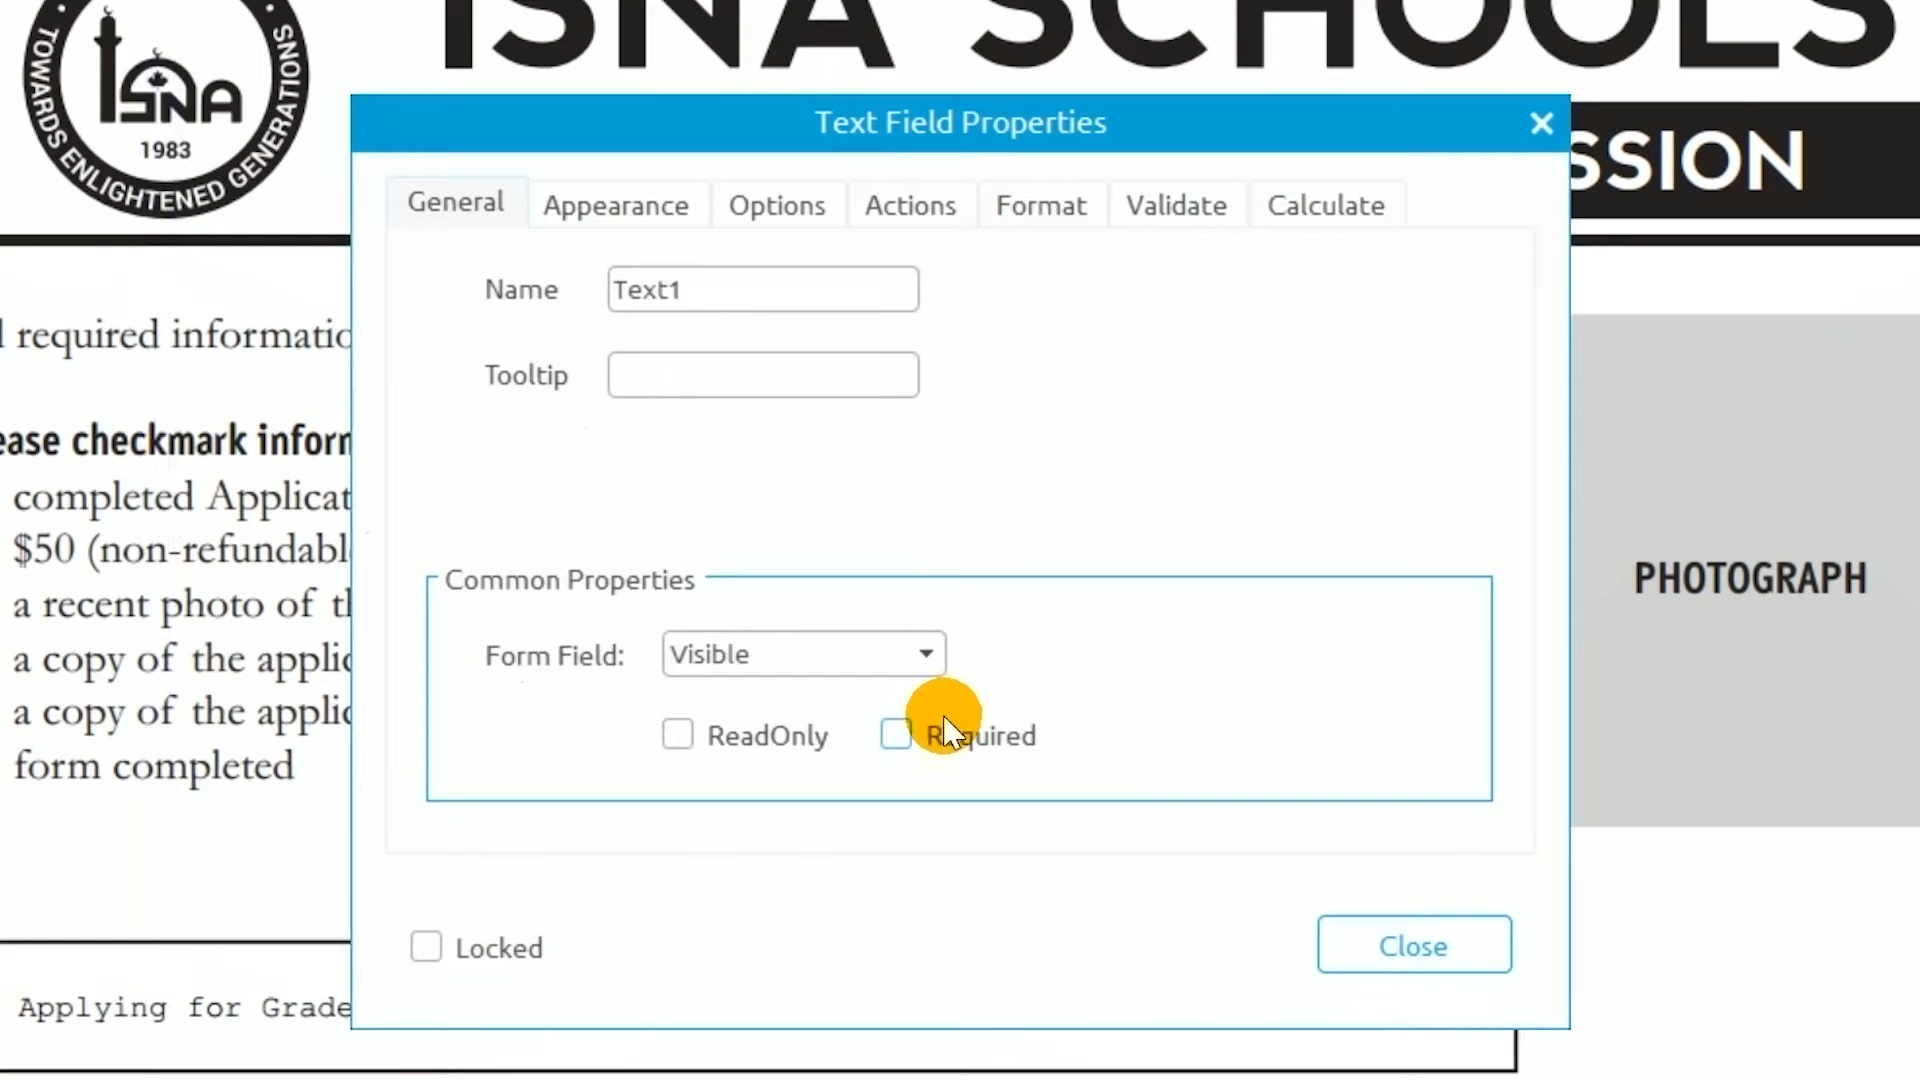 ISNA SCHOOLS
TOWARDS ENLIGHTENED GENERATIONS
ISNA
1983
SSION
Text Field Properties
General Appearance Options Actions Format Validate Calculate
Name Text1
Tooltip
Common Properties
Form Field: Visible
ReadOnly Required
Locked
Close
l required informatio
ease checkmark inform
completed Applicat
$50 (non-refundabl
a recent photo of th
a copy of the applic
a copy of the applic
form completed
PHOTOGRAPH
Applying for Grade